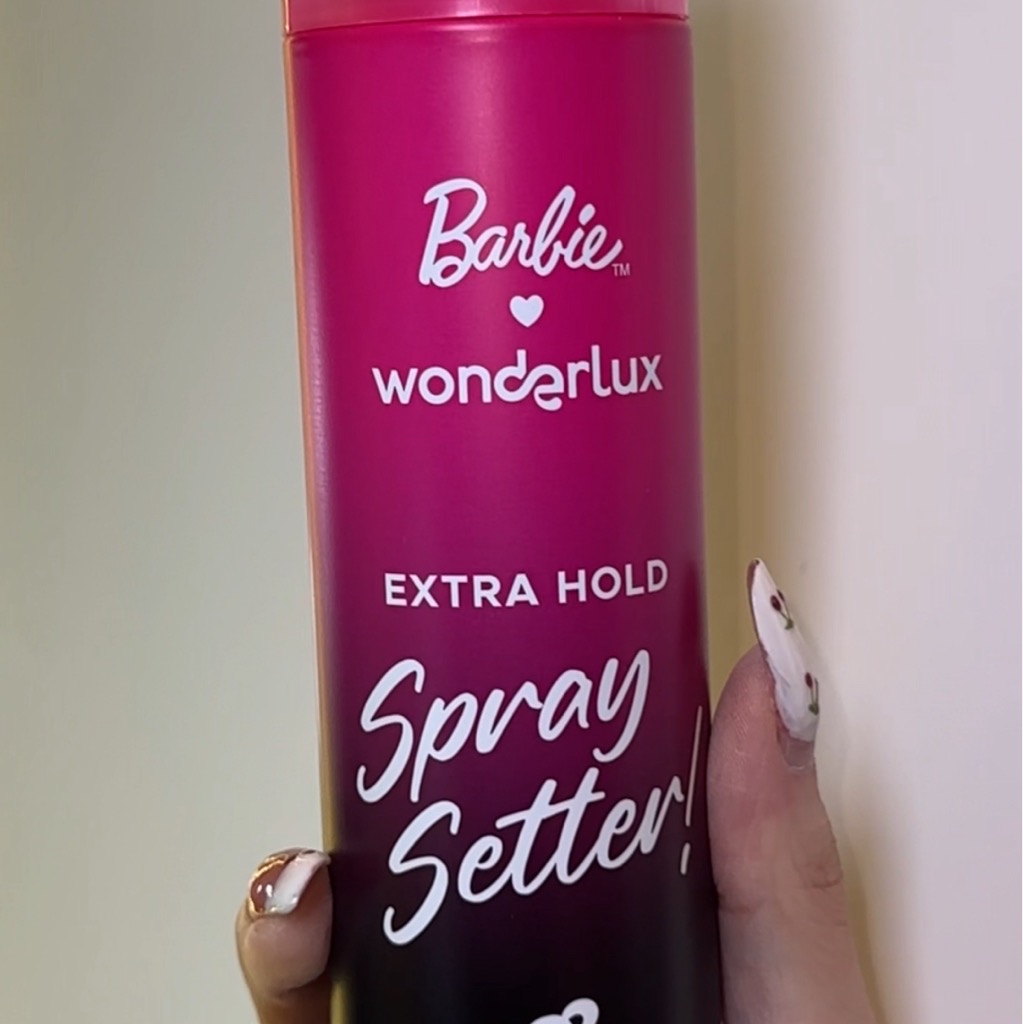 Barbie™
wonderlux
EXTRA HOLD
Spray
Setter!